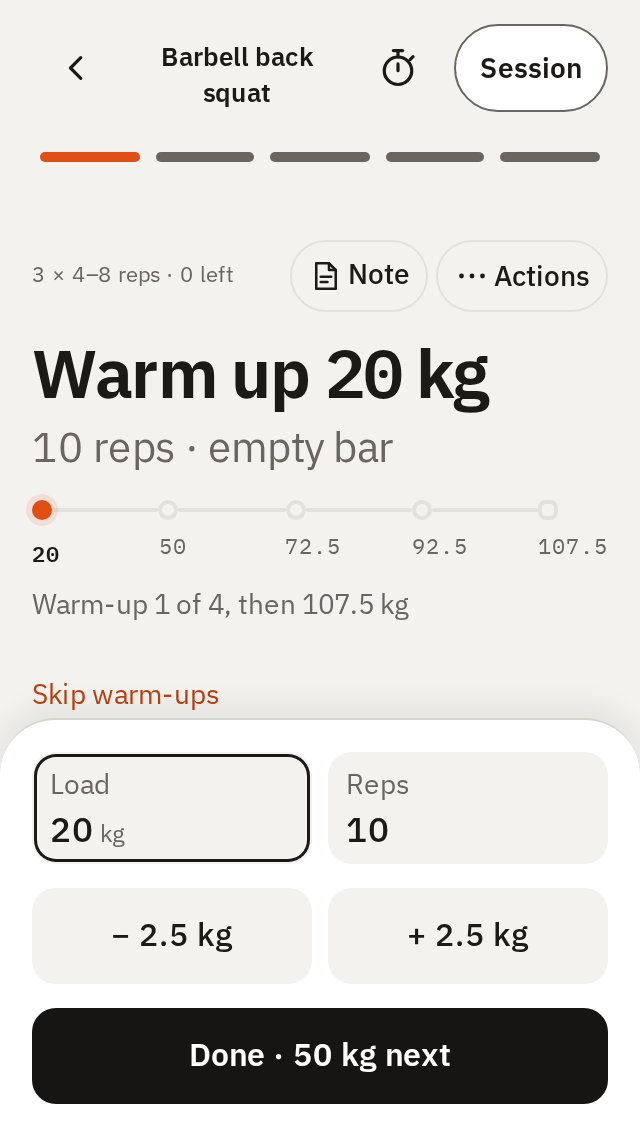 Barbell back
squat
Session
3 × 4–8 reps · 0 left
Note
··· Actions
Warm up 20 kg
10 reps · empty bar
20 50 72.5 92.5 107.5
Warm-up 1 of 4, then 107.5 kg
Skip warm-ups
Load
20 kg
Reps
10
− 2.5 kg
+ 2.5 kg
Done · 50 kg next